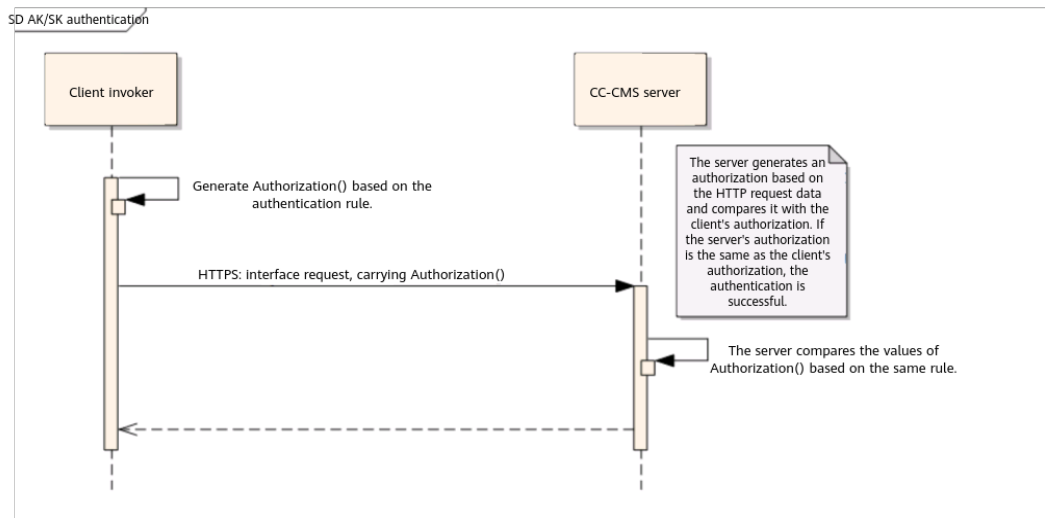 SD AK/SK authentication
Client invoker
CC-CMS server
The server generates an
authorization based on
the HTTP request data
and compares it with the
client's authorization. If
the server's authorization
is the same as the client's
authorization, the
authentication is
successful.
Generate Authorization() based on the
authentication rule.
HTTPS: interface request, carrying Authorization()
The server compares the values of
Authorization() based on the same rule.